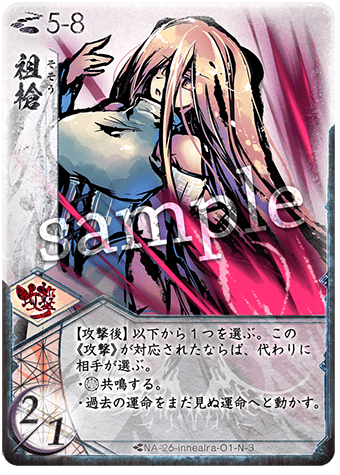 5-8
祖槍
そそう
sample
攻撃
【攻撃後】以下から1つを選ぶ。この
《攻撃》が対応されたならば、代わりに
相手が選ぶ。
・共鳴する。
・過去の運命をまだ見ぬ運命へと動かす。
2
1
NA-26-innealra-O1-N-3